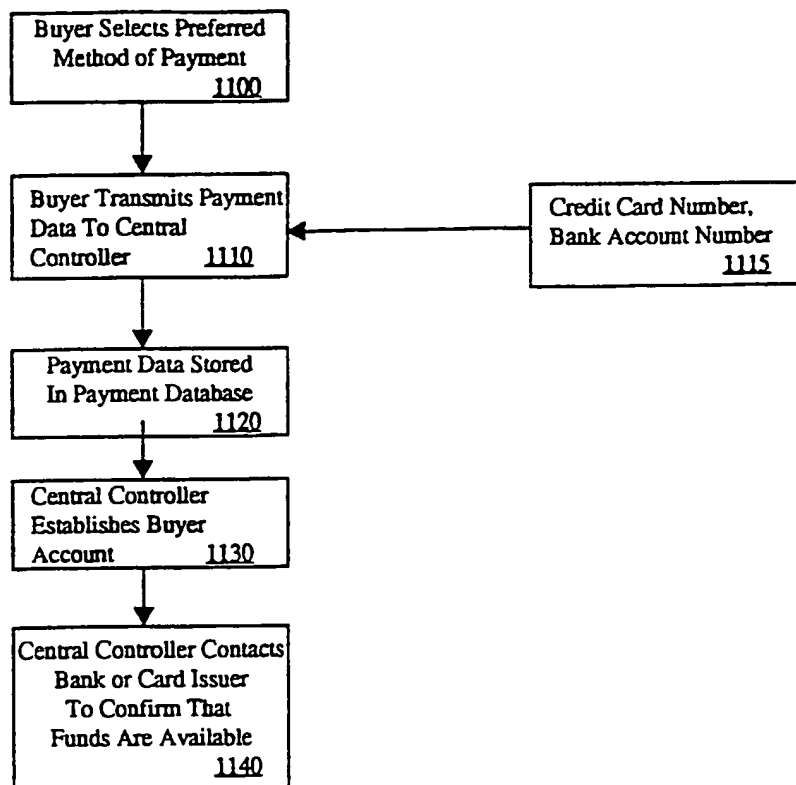 Buyer Selects Preferred
Method of Payment
1100
Buyer Transmits Payment
Data To Central
Controller 1110
Credit Card Number,
Bank Account Number
1115
Payment Data Stored
In Payment Database
1120
Central Controller
Establishes Buyer
Account 1130
Central Controller Contacts
Bank or Card Issuer
To Confirm That
Funds Are Available
1140